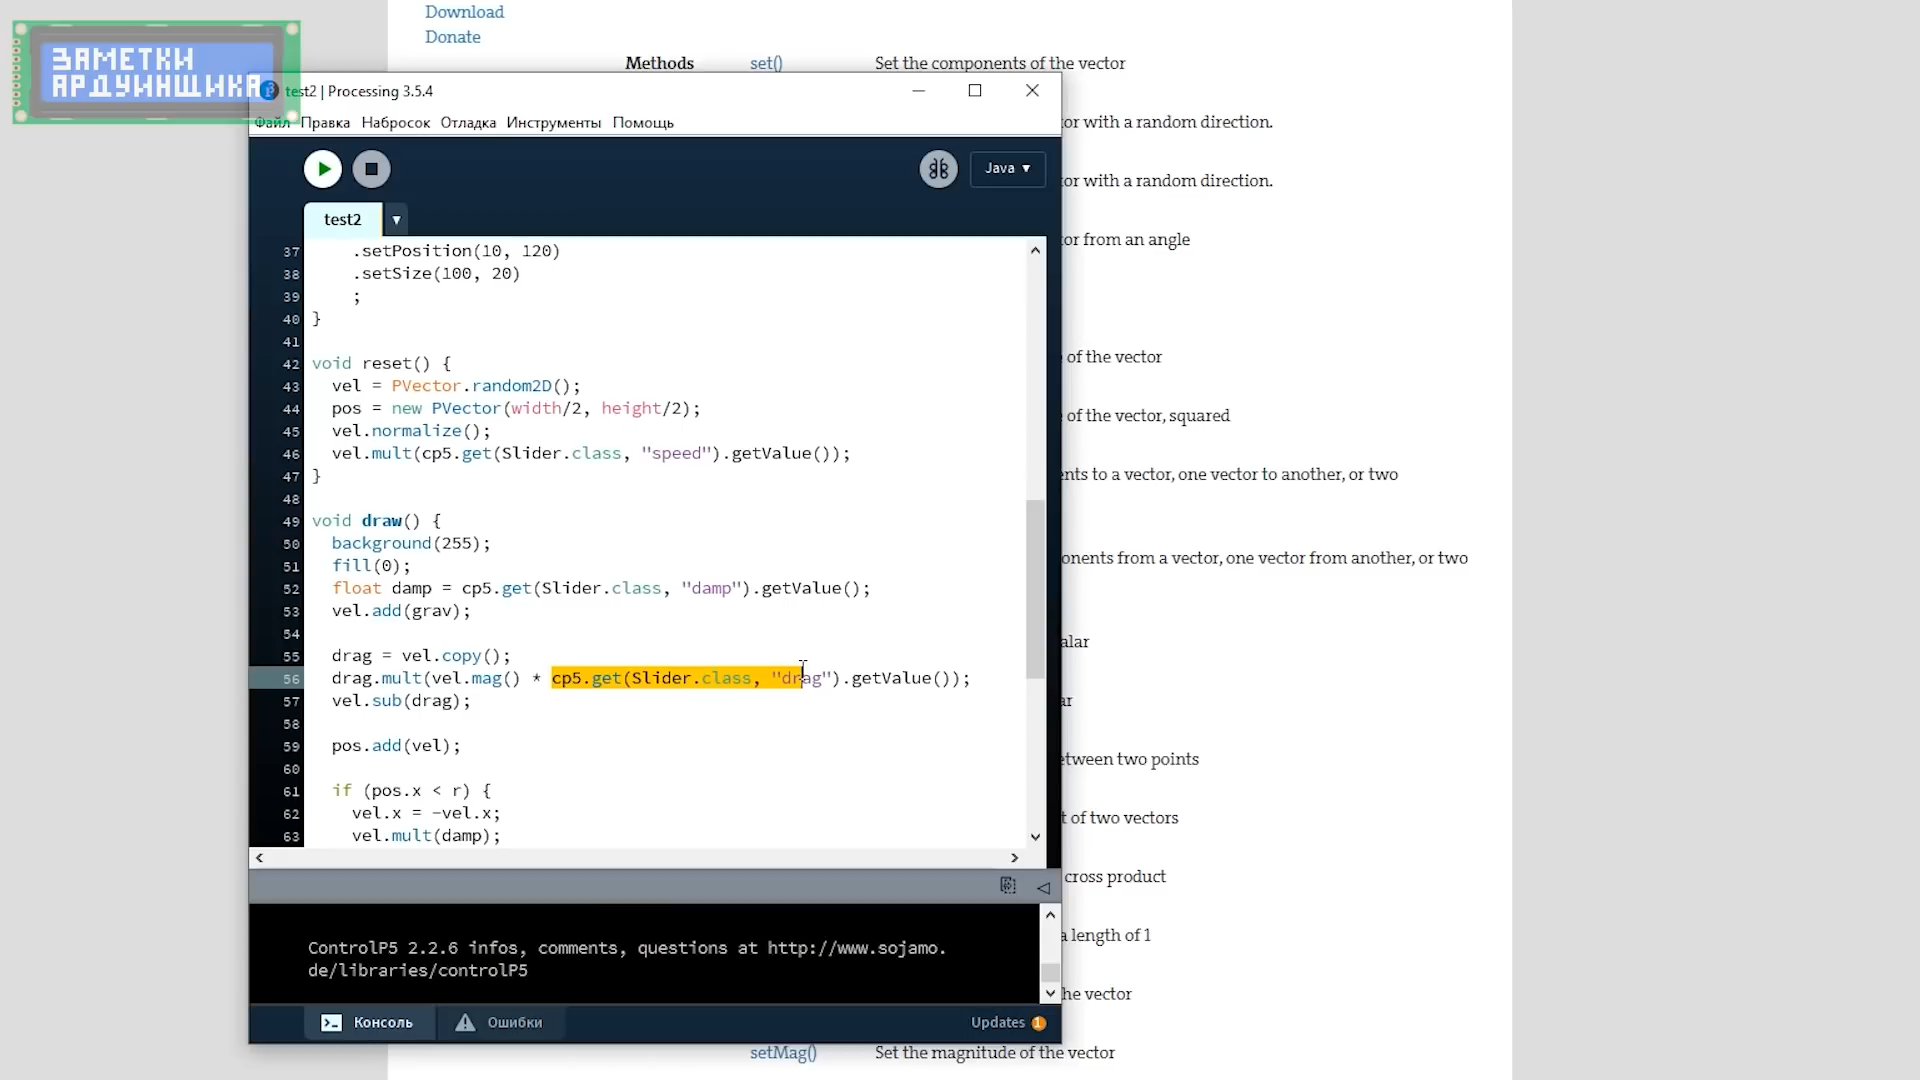 Download
Donate
Methods set() Set the components of the vector
ЗАМЕТКИ
АРДУИНЩИКА
test2 | Processing 3.5.4
Файл Правка Набросок Отладка Инструменты Помощь
or with a random direction.
Java ▾
tor with a random direction.
test2 ▼
tor from an angle
37 .setPosition(10, 120)
38 .setSize(100, 20)
39 ;
40 }
41
of the vector
42 void reset() {
43 vel = PVector.random2D();
44 pos = new PVector(width/2, height/2);
of the vector, squared
45 vel.normalize();
46 vel.mult(cp5.get(Slider.class, "speed").getValue());
nts to a vector, one vector to another, or two
47 }
48
49 void draw() {
50 background(255);
onents from a vector, one vector from another, or two
51 fill(0);
52 float damp = cp5.get(Slider.class, "damp").getValue();
53 vel.add(grav);
54
alar
55 drag = vel.copy();
56 drag.mult(vel.mag() * cp5.get(Slider.class, "drag").getValue());
57 vel.sub(drag);
ar
58
59 pos.add(vel);
etween two points
60
61 if (pos.x < r) {
62 vel.x = -vel.x;
t of two vectors
63 vel.mult(damp);
cross product
a length of 1
ControlP5 2.2.6 infos, comments, questions at http://www.sojamo.
de/libraries/controlP5
he vector
Консоль Ошибки Updates 1
setMag() Set the magnitude of the vector